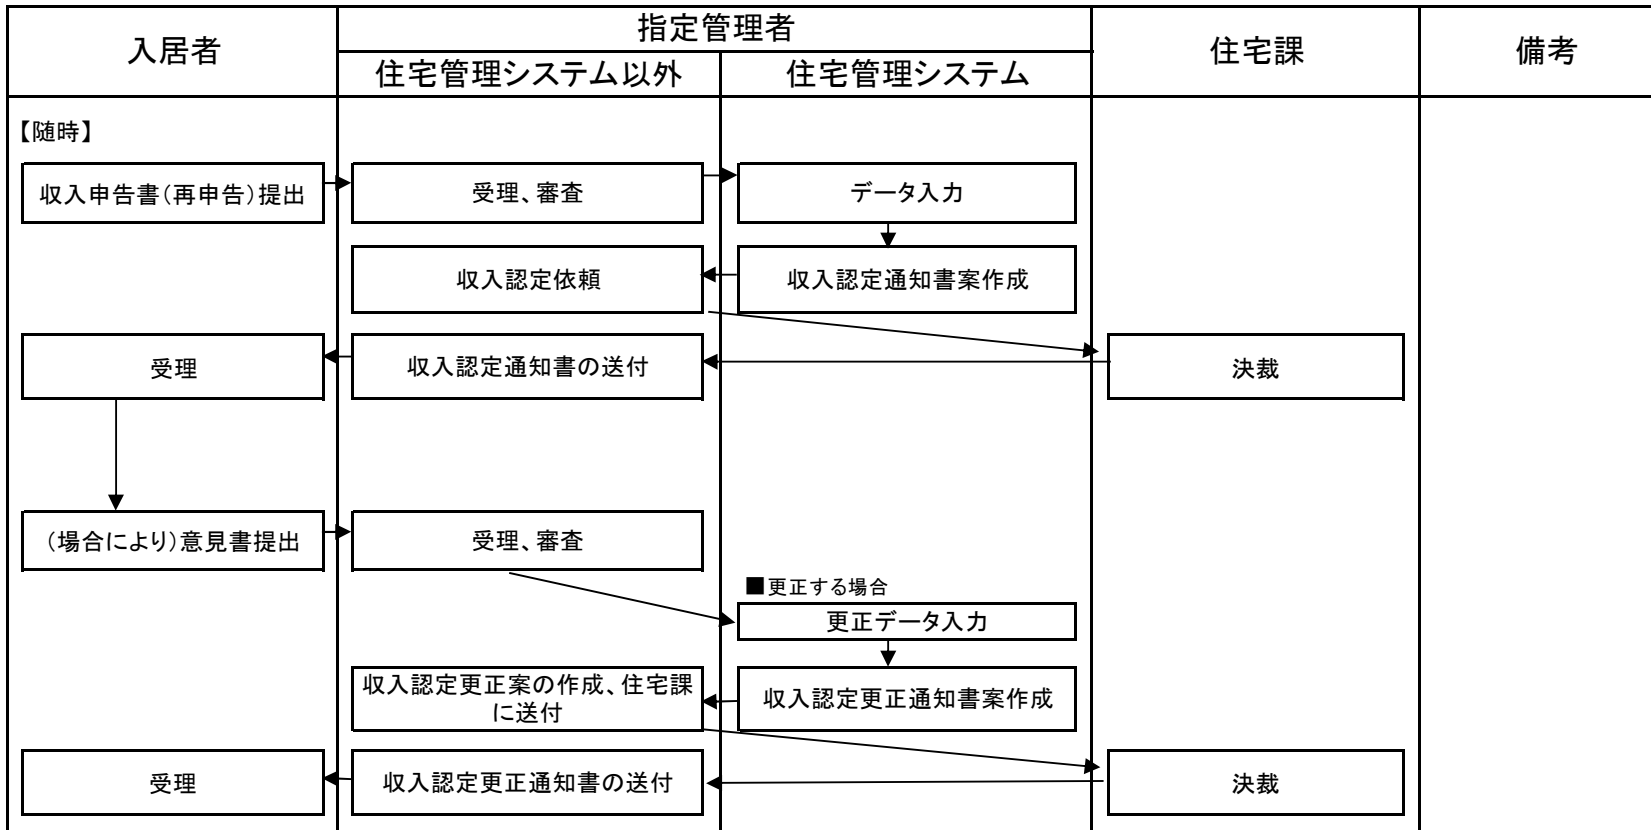 入居者
指定管理者
住宅管理システム以外
住宅管理システム
住宅課
備考
【随時】
収入申告書(再申告)提出
受理、審査
データ入力
収入認定依頼
収入認定通知書案作成
受理
収入認定通知書の送付
決裁
(場合により)意見書提出
受理、審査
■更正する場合
更正データ入力
収入認定更正案の作成、住宅課
に送付
収入認定更正通知書案作成
受理
収入認定更正通知書の送付
決裁